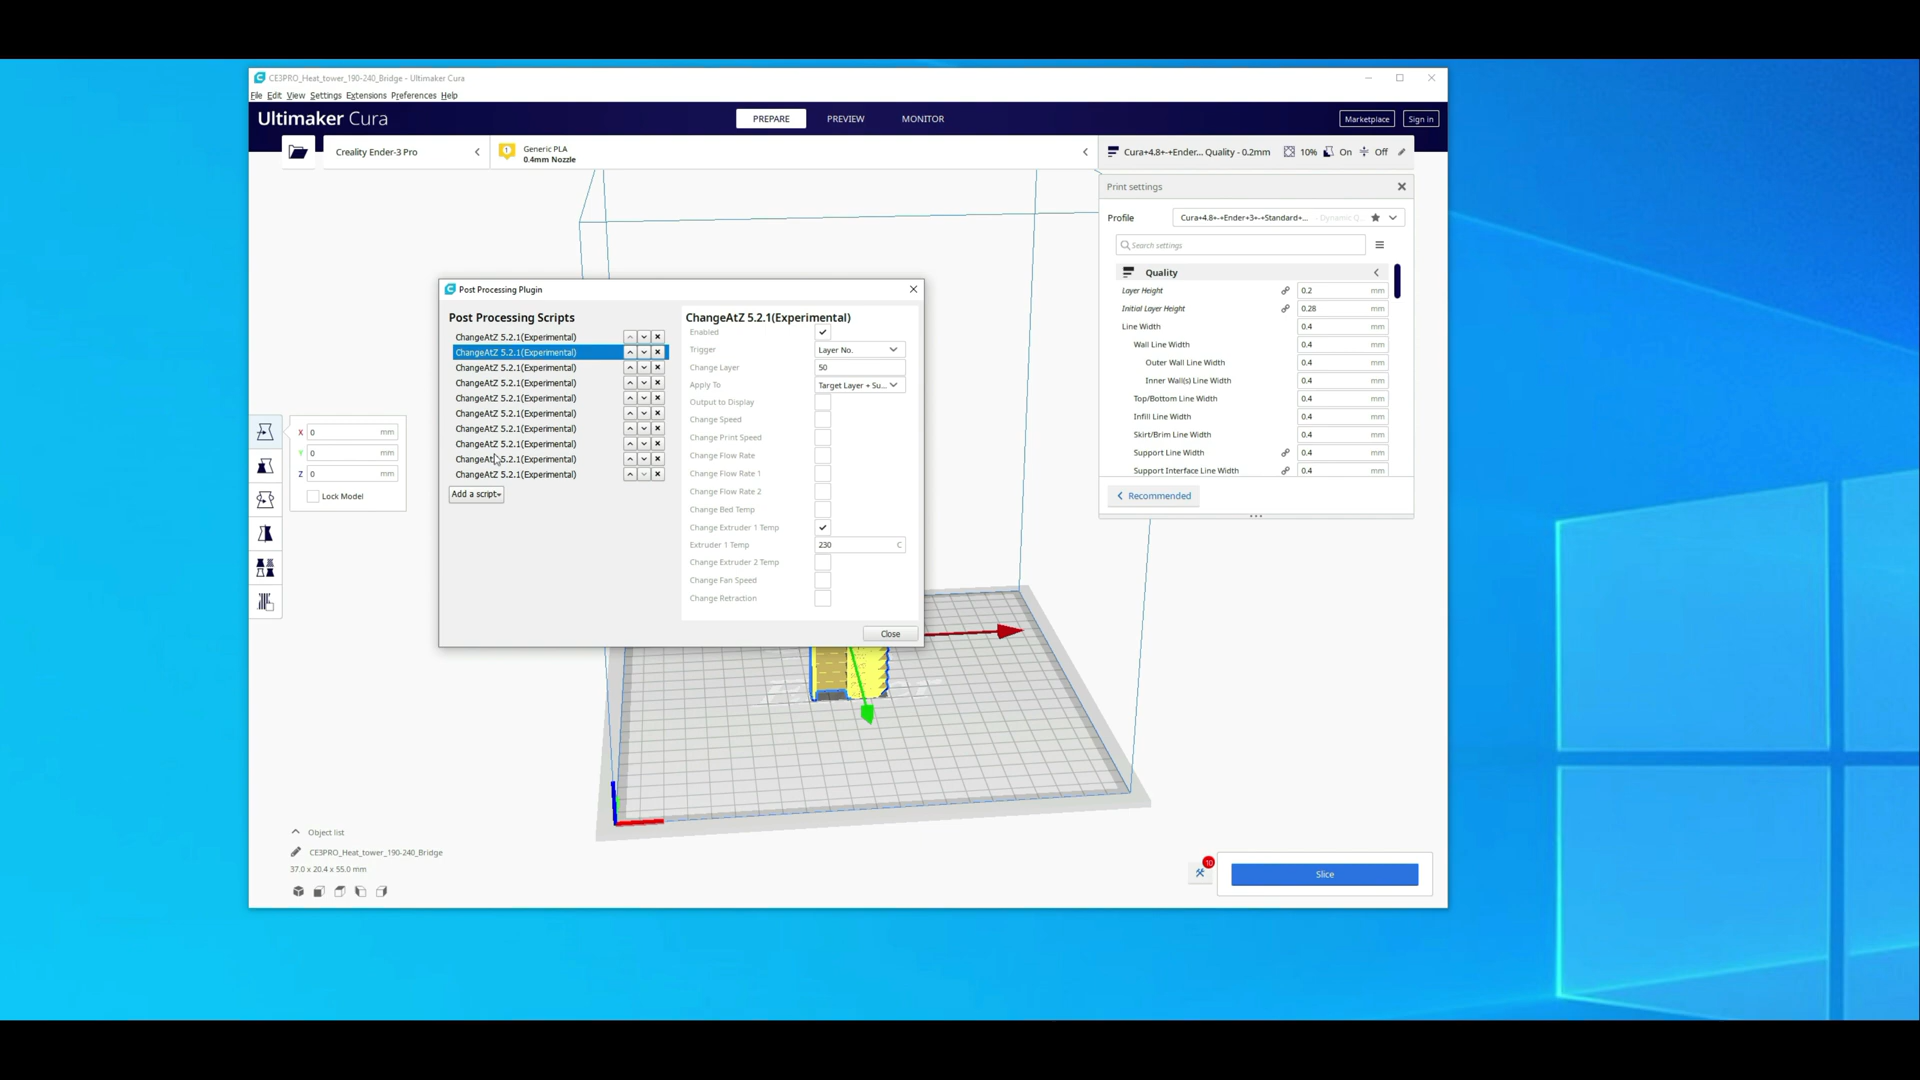 CE3PRO_Heat_tower_190-240_Bridge - Ultimaker Cura
File Edit View Settings Extensions Preferences Help
Ultimaker Cura
PREPARE
PREVIEW
MONITOR
Marketplace
Sign in
Creality Ender-3 Pro
Generic PLA
0.4mm Nozzle
Cura+4.8+-+Ender... Quality - 0.2mm
10%
On
Off
Print settings
Profile
Cura+4.8+-+Ender+3+-+Standard+... - Dynamic Q
Search settings
Quality
Layer Height 0.2 mm
Initial Layer Height 0.28 mm
Line Width 0.4 mm
Wall Line Width 0.4 mm
Outer Wall Line Width 0.4 mm
Inner Wall(s) Line Width 0.4 mm
Top/Bottom Line Width 0.4 mm
Infill Line Width 0.4 mm
Skirt/Brim Line Width 0.4 mm
Support Line Width 0.4 mm
Support Interface Line Width 0.4 mm
Recommended
Post Processing Plugin
Post Processing Scripts
ChangeAtZ 5.2.1(Experimental)
ChangeAtZ 5.2.1(Experimental)
ChangeAtZ 5.2.1(Experimental)
ChangeAtZ 5.2.1(Experimental)
ChangeAtZ 5.2.1(Experimental)
ChangeAtZ 5.2.1(Experimental)
ChangeAtZ 5.2.1(Experimental)
ChangeAtZ 5.2.1(Experimental)
ChangeAtZ 5.2.1(Experimental)
ChangeAtZ 5.2.1(Experimental)
Add a script
ChangeAtZ 5.2.1(Experimental)
Enabled
Trigger Layer No.
Change Layer 50
Apply To Target Layer + Su...
Output to Display
Change Speed
Change Print Speed
Change Flow Rate
Change Flow Rate 1
Change Flow Rate 2
Change Bed Temp
Change Extruder 1 Temp
Extruder 1 Temp 230 C
Change Extruder 2 Temp
Change Fan Speed
Change Retraction
Close
X 0 mm
Y 0 mm
Z 0 mm
Lock Model
Object list
CE3PRO_Heat_tower_190-240_Bridge
37.0 x 20.4 x 55.0 mm
10
Slice